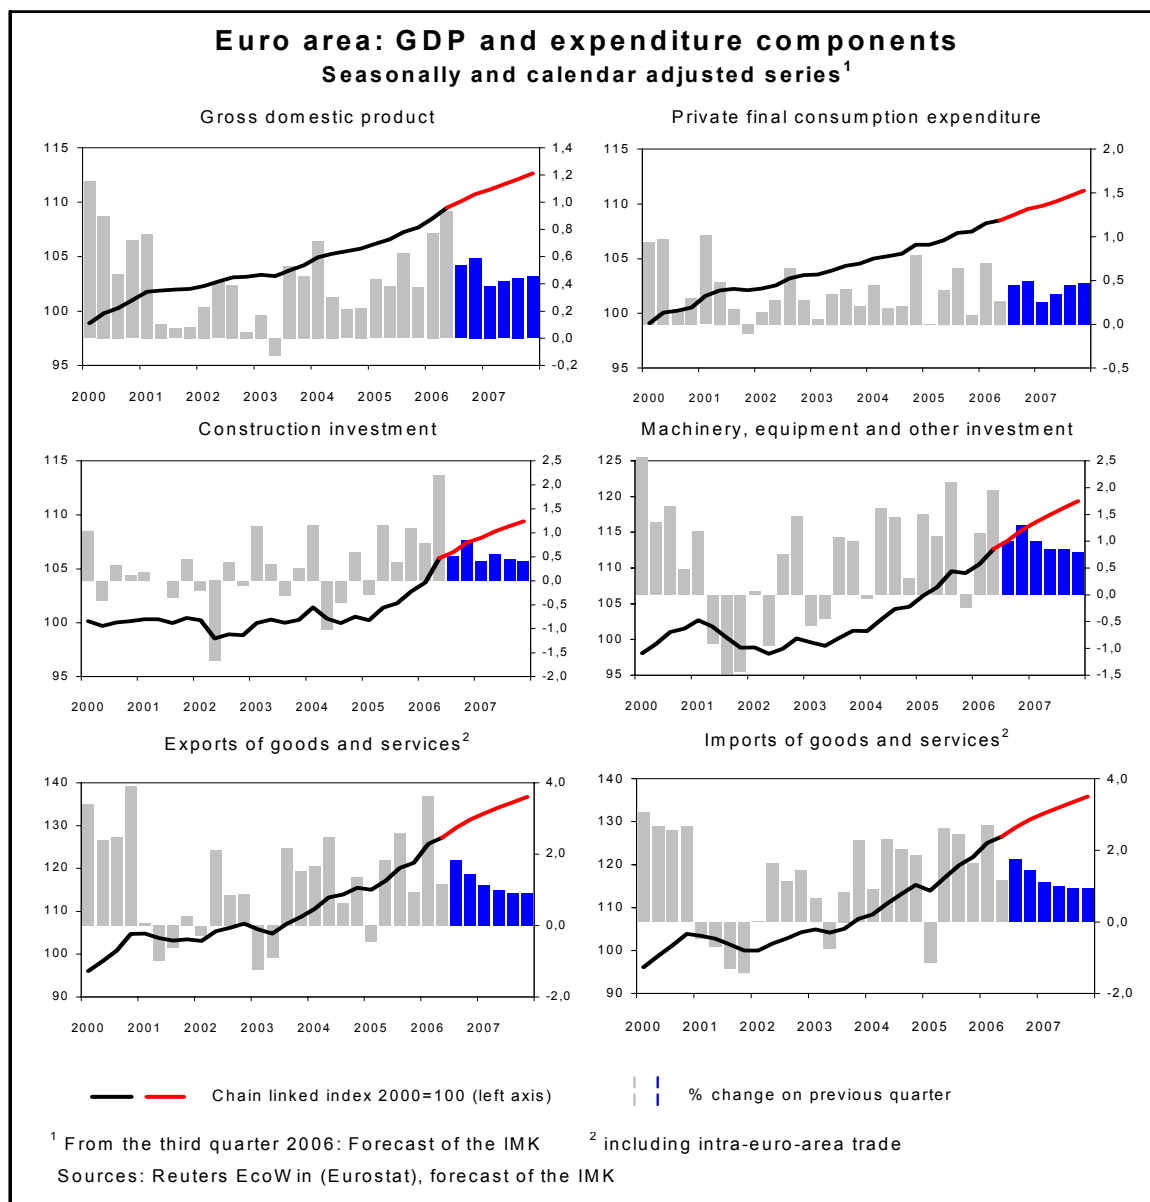 Euro area: GDP and expenditure components
Seasonally and calendar adjusted series1
Gross domestic product
Private final consumption expenditure
115 110 105 100 95
1,4 1,2 1,0 0,8 0,6 0,4 0,2 0,0 -0,2
2000 2001 2002 2003 2004 2005 2006 2007
115 110 105 100 95
2,0 1,5 1,0 0,5 0,0 -0,5
2000 2001 2002 2003 2004 2005 2006 2007
Construction investment
Machinery, equipment and other investment
115 110 105 100 95
2,5 2,0 1,5 1,0 0,5 0,0 -0,5 -1,0 -1,5 -2,0
2000 2001 2002 2003 2004 2005 2006 2007
125 120 115 110 105 100 95
2,5 2,0 1,5 1,0 0,5 0,0 -0,5 -1,0 -1,5
2000 2001 2002 2003 2004 2005 2006 2007
Exports of goods and services2
Imports of goods and services2
140 130 120 110 100 90
4,0 2,0 0,0 -2,0
2000 2001 2002 2003 2004 2005 2006 2007
140 130 120 110 100 90
4,0 2,0 0,0 -2,0
2000 2001 2002 2003 2004 2005 2006 2007
Chain linked index 2000=100 (left axis)
% change on previous quarter
1 From the third quarter 2006: Forecast of the IMK
2 including intra-euro-area trade
Sources: Reuters EcoWin (Eurostat), forecast of the IMK